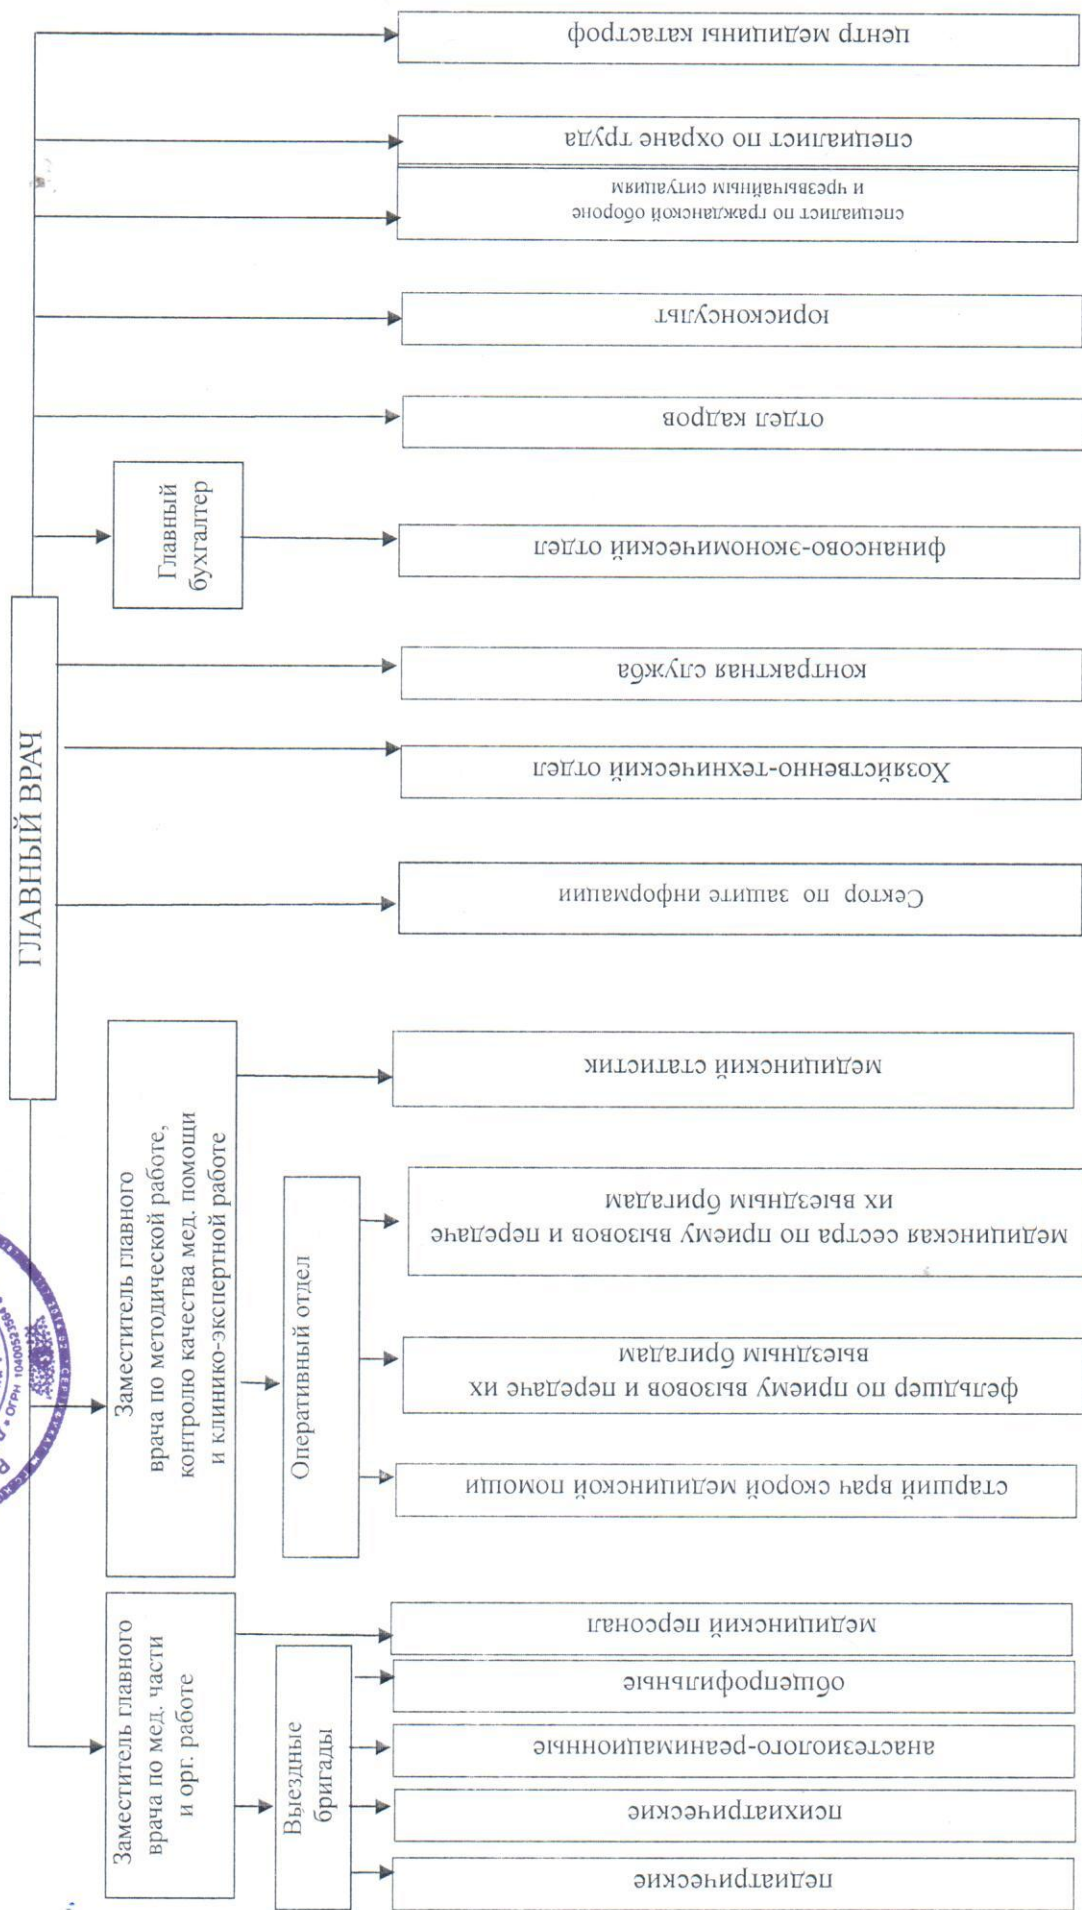 ГЛАВНЫЙ ВРАЧ
Заместитель главного
врача по мед. части
и орг. работе
Заместитель главного
врача по методической работе,
контролю качества мед. помощи
и клинико-экспертной работе
Главный
бухгалтер
Выездные
бригады
Оперативный отдел
педиатрические
психиатрические
анастезиолого-реанимационные
общепрофильные
медицинский персонал
старший врач скорой медицинской помощи
фельдшер по приему вызовов и передаче их
выездным бригадам
медицинская сестра по приему вызовов и передаче
их выездным бригадам
медицинский статистик
Сектор по защите информации
Хозяйственно-технический отдел
контрактная служба
финансово-экономический отдел
отдел кадров
юрисконсульт
специалист по гражданской обороне
и чрезвычайным ситуациям
специалист по охране труда
центр медицины катастроф